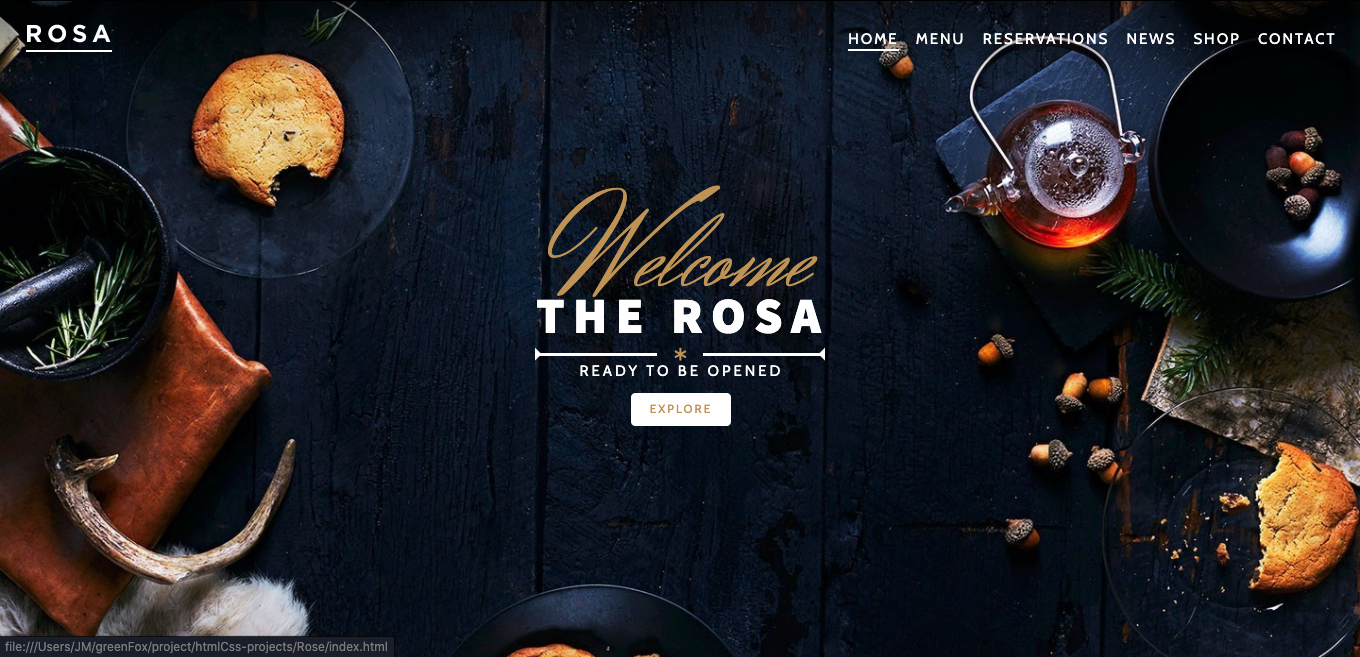 ROSA
HOME MENU RESERVATIONS NEWS SHOP CONTACT
Welcome
THE ROSA
READY TO BE OPENED
EXPLORE
file:///Users/JM/greenFox/project/htmlCss-projects/Rose/index.html